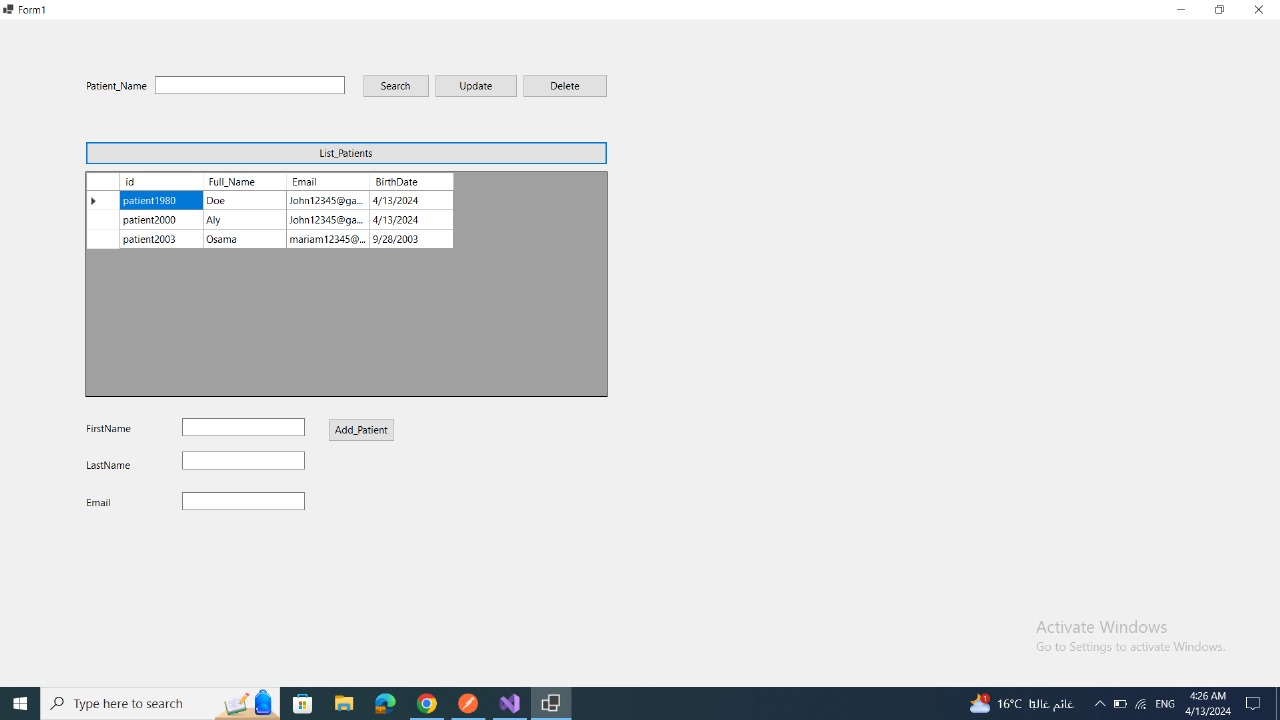 Form1
Patient_Name
Search Update Delete
List_Patients
id Full_Name Email BirthDate
patient1980 Doe John12345@ga... 4/13/2024
patient2000 Aly John12345@ga... 4/13/2024
patient2003 Osama mariam12345@... 9/28/2003
FirstName
Add_Patient
LastName
Email
Activate Windows
Go to Settings to activate Windows.
Type here to search
1
16°C غائم غالبا
ENG
4:26 AM
4/13/2024